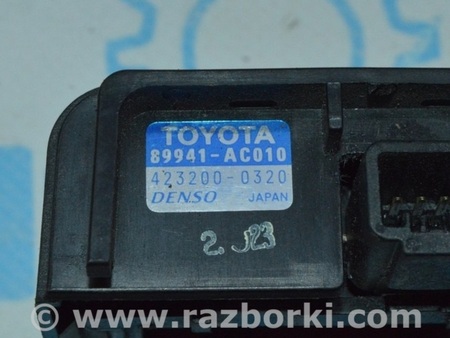 TOYOTA
89941-AC010
423200-0320
DENSO JAPAN
2 J23
www.razborki.com